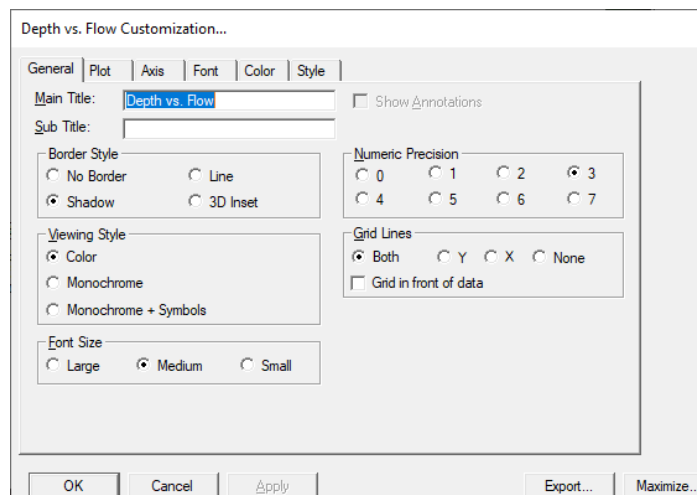 Depth vs. Flow Customization...
General Plot Axis Font Color Style
Main Title: Depth vs. Flow Show Annotations
Sub Title:
Border Style
No Border Line
Shadow 3D Inset
Numeric Precision
0 1 2 3
4 5 6 7
Viewing Style
Color
Monochrome
Monochrome + Symbols
Grid Lines
Both Y X None
Grid in front of data
Font Size
Large Medium Small
OK Cancel Apply Export... Maximize...